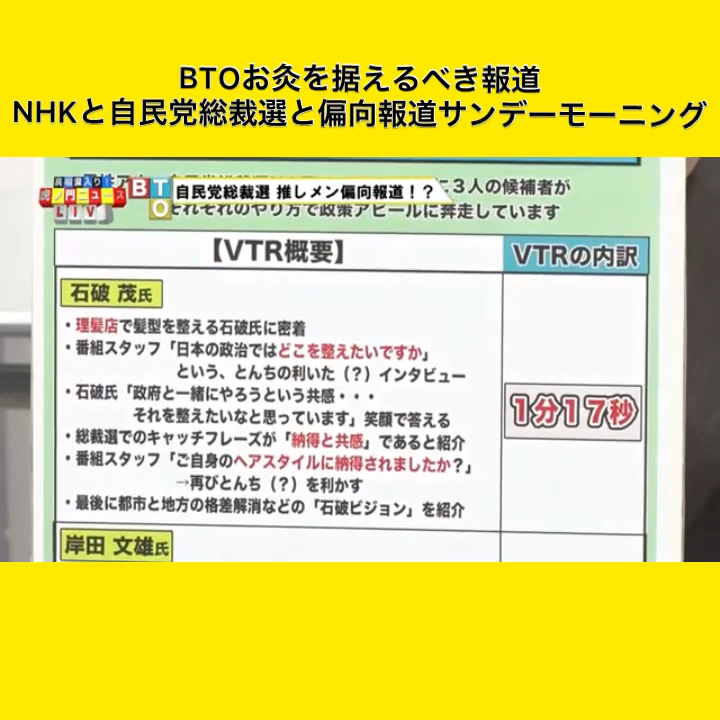 BTOお灸を据えるべき報道
NHKと自民党総裁選と偏向報道サンデーモーニング
虎ノ門ニュース
LIVE
BTO
自民党総裁選 推しメン偏向報道！？
に３人の候補者が
それぞれのやり方で政策アピールに奔走しています
【VTR概要】
VTRの内訳
石破 茂氏
・理髪店で髪型を整える石破氏に密着
・番組スタッフ「日本の政治ではどこを整えたいですか」
という、とんちの利いた（？）インタビュー
・石破氏「政府と一緒にやろうという共感・・・
それを整えたいなと思っています」笑顔で答える
・総裁選でのキャッチフレーズが「納得と共感」であると紹介
・番組スタッフ「ご自身のヘアスタイルに納得されましたか？」
→再びとんち（？）を利かす
・最後に都市と地方の格差解消などの「石破ビジョン」を紹介
1分17秒
岸田 文雄氏